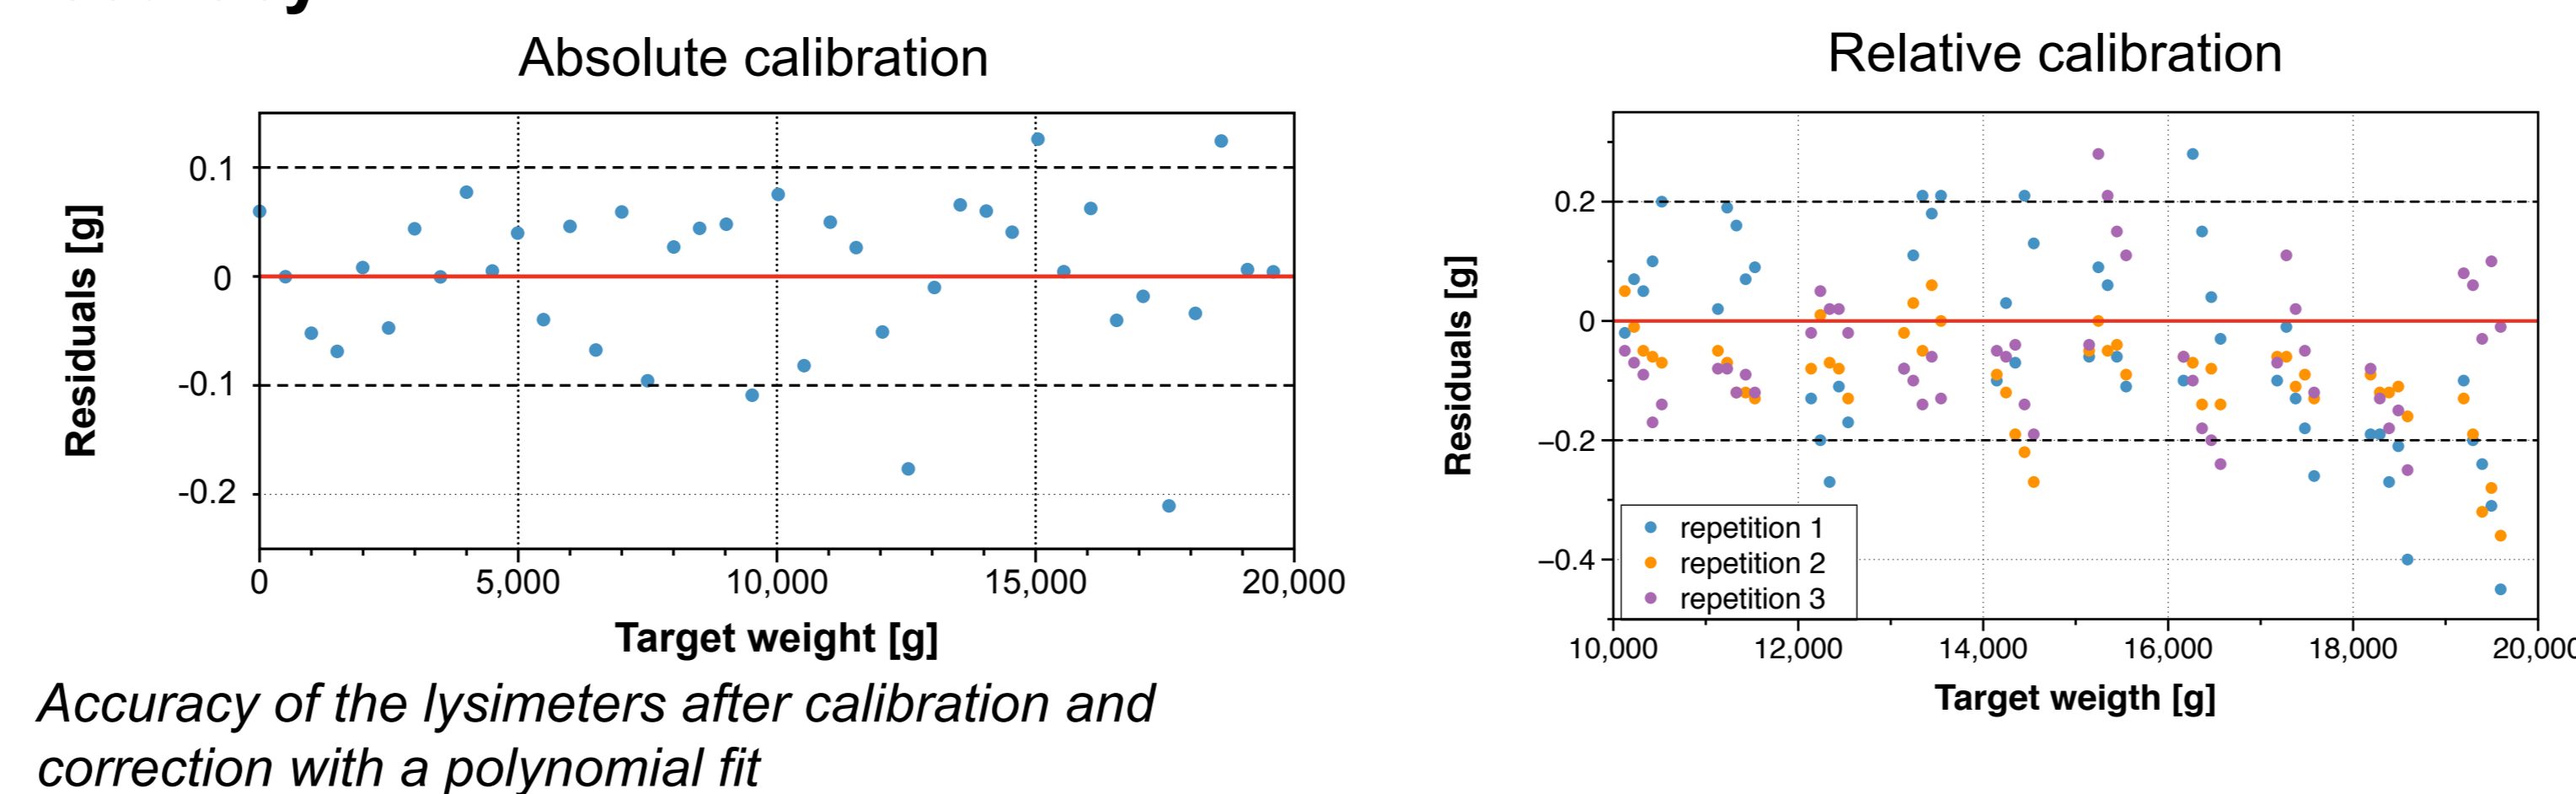 Absolute calibration
0.1
0
-0.1
-0.2
Residuals [g]
0 5,000 10,000 15,000 20,000
Target weight [g]
Accuracy of the lysimeters after calibration and
correction with a polynomial fit
Relative calibration
0.2
0
−0.2
−0.4
Residuals [g]
repetition 1
repetition 2
repetition 3
10,000 12,000 14,000 16,000 18,000 20,000
Target weigth [g]